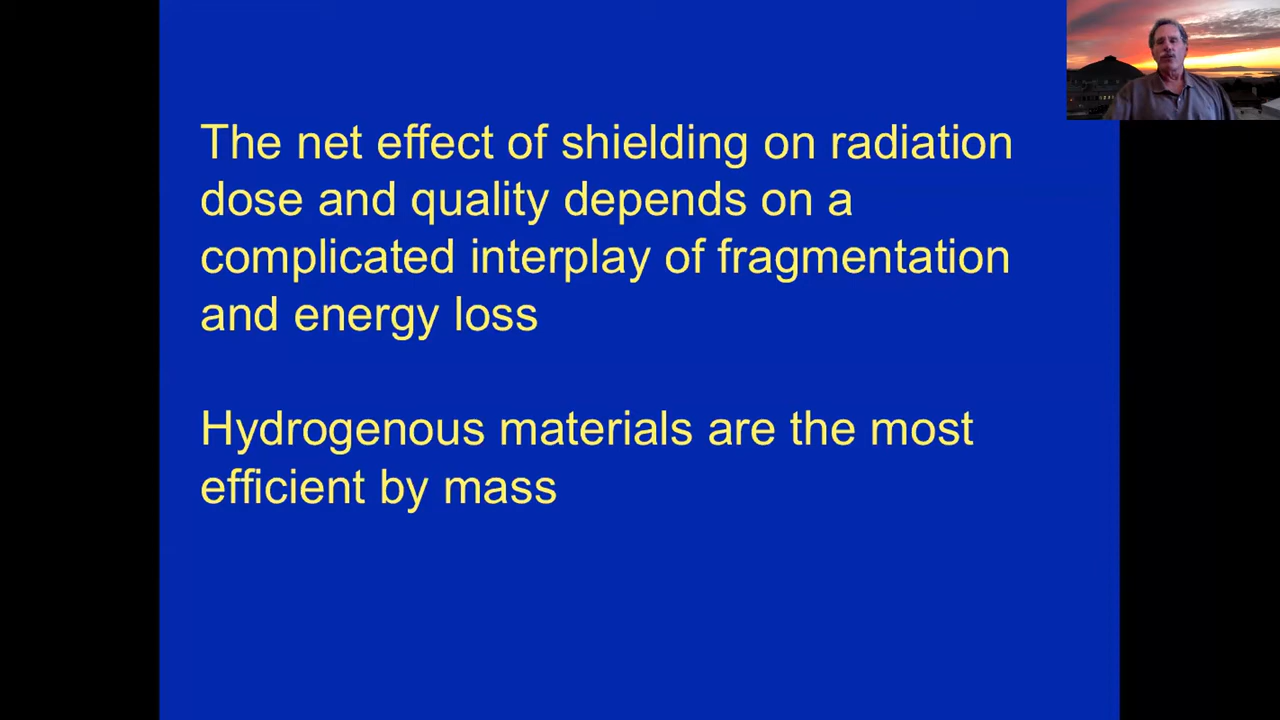 The net effect of shielding on radiation
dose and quality depends on a
complicated interplay of fragmentation
and energy loss
Hydrogenous materials are the most
efficient by mass